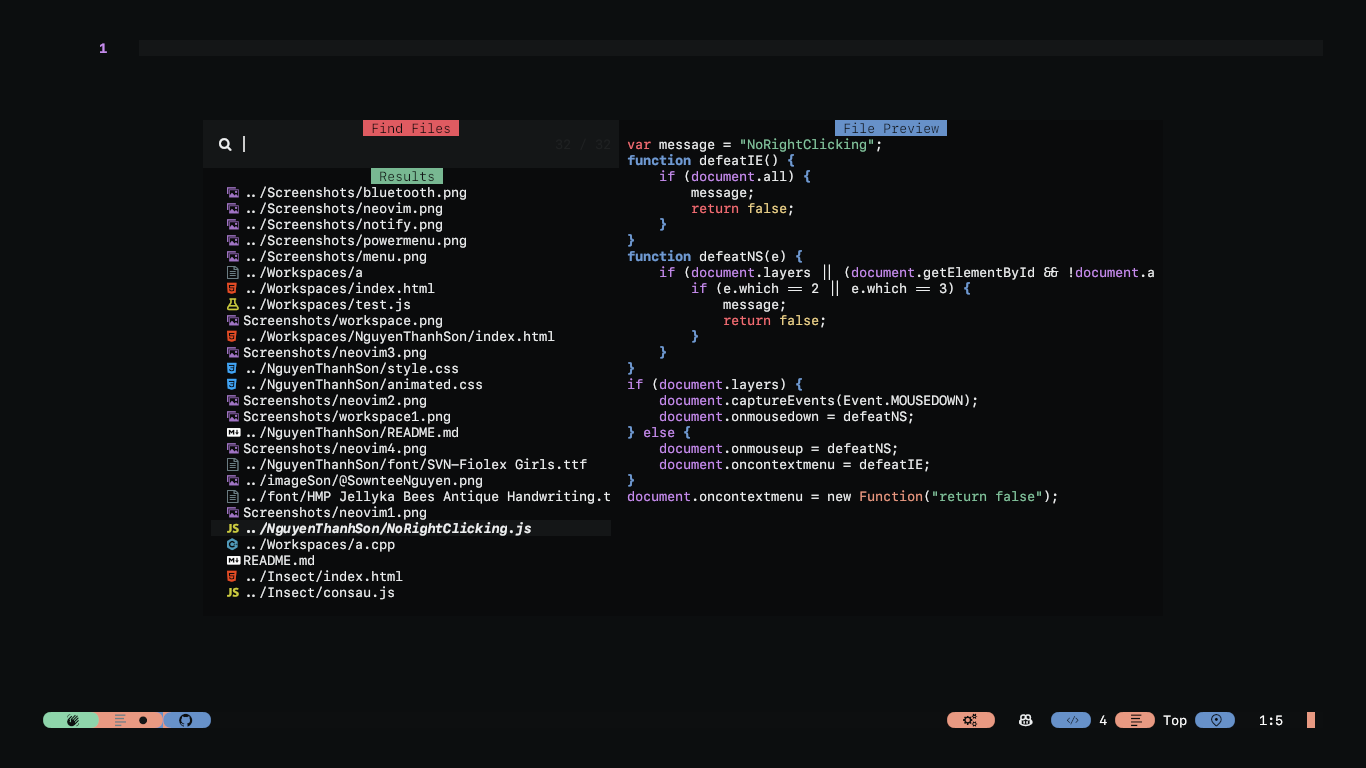 1
Find Files
32 / 32
Results
../Screenshots/bluetooth.png
../Screenshots/neovim.png
../Screenshots/notify.png
../Screenshots/powermenu.png
../Screenshots/menu.png
../Workspaces/a
../Workspaces/index.html
../Workspaces/test.js
Screenshots/workspace.png
../Workspaces/NguyenThanhSon/index.html
Screenshots/neovim3.png
../NguyenThanhSon/style.css
../NguyenThanhSon/animated.css
Screenshots/neovim2.png
Screenshots/workspace1.png
../NguyenThanhSon/README.md
Screenshots/neovim4.png
../NguyenThanhSon/font/SVN—Fiolex Girls.ttf
../imageSon/@SownteeNguyen.png
../font/HMP Jellyka Bees Antique Handwriting.t
Screenshots/neovim1.png
JS ../NguyenThanhSon/NoRightClicking.js
../Workspaces/a.cpp
README.md
../Insect/index.html
JS ../Insect/consau.js
File Preview
var message = "NoRightClicking";
function defeatIE() {
    if (document.all) {
        message;
        return false;
    }
}
function defeatNS(e) {
    if (document.layers || (document.getElementById && !document.a
        if (e.which == 2 || e.which == 3) {
            message;
            return false;
        }
    }
}
if (document.layers) {
    document.captureEvents(Event.MOUSEDOWN);
    document.onmousedown = defeatNS;
} else {
    document.onmouseup = defeatNS;
    document.oncontextmenu = defeatIE;
}
document.oncontextmenu = new Function("return false");
4 Top 1:5